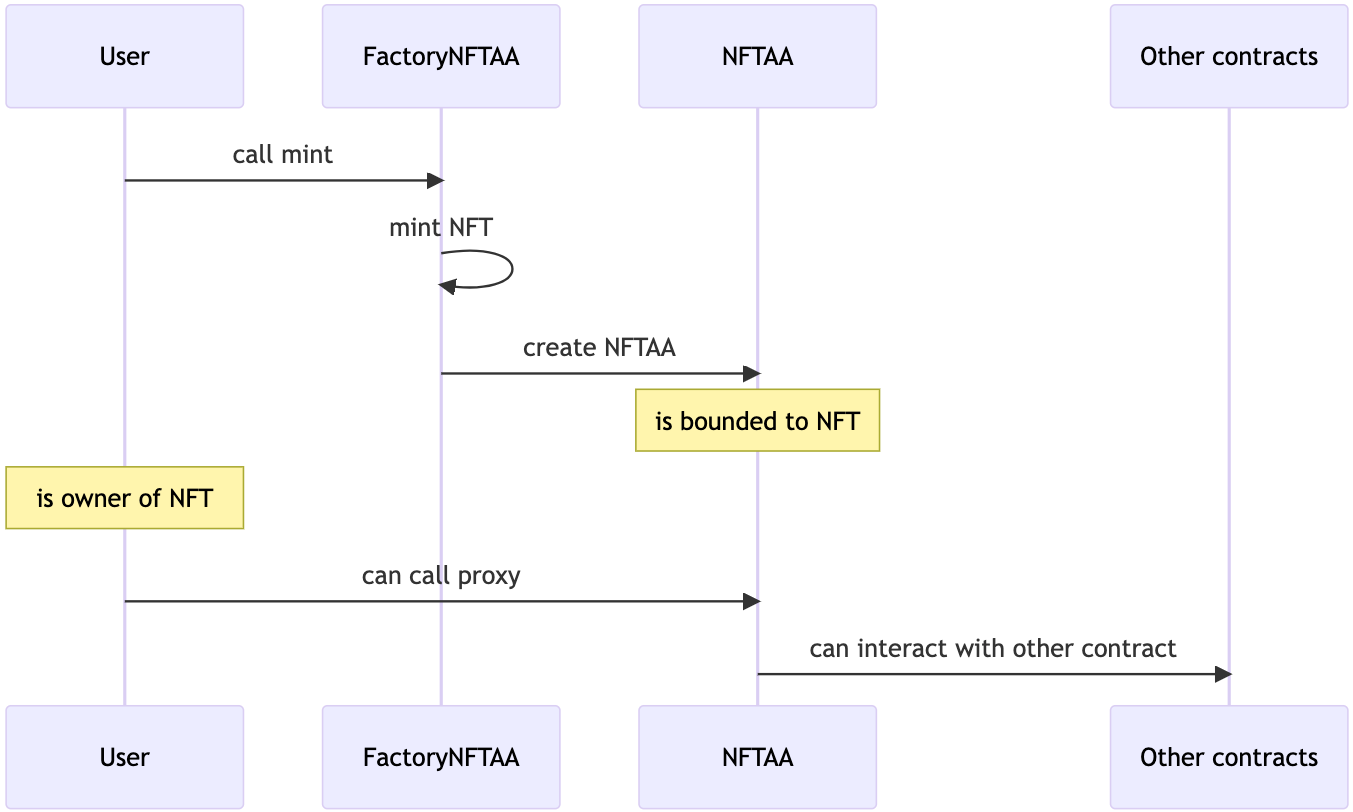 User
FactoryNFTAA
NFTAA
Other contracts
call mint
mint NFT
create NFTAA
is bounded to NFT
is owner of NFT
can call proxy
can interact with other contract
User
FactoryNFTAA
NFTAA
Other contracts